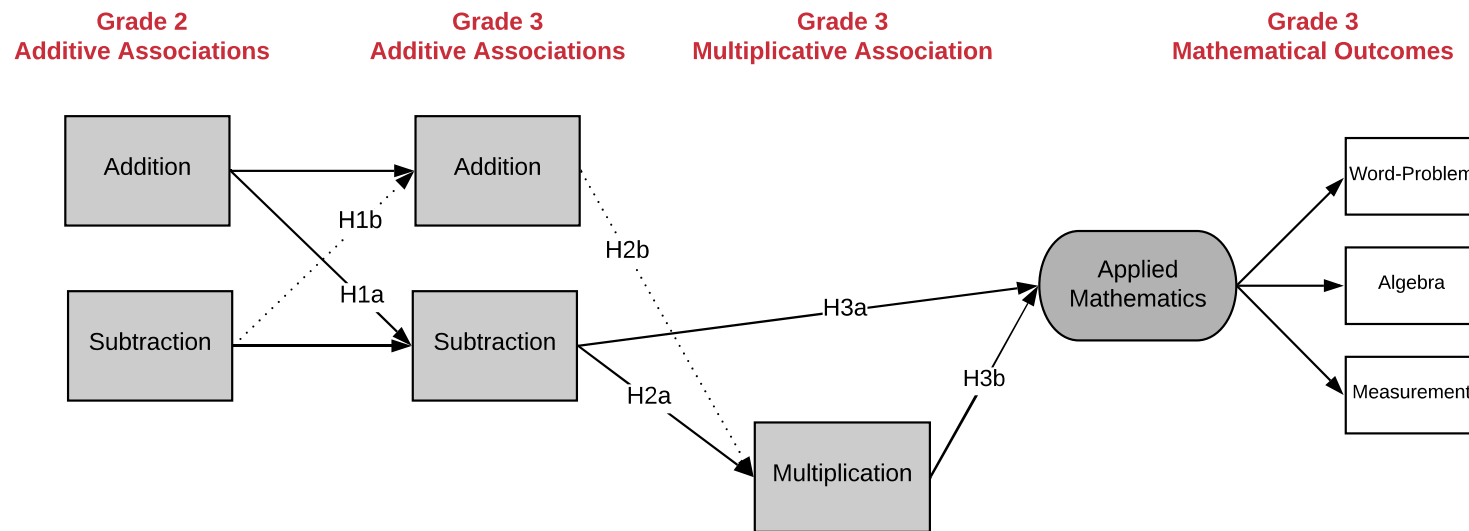 Grade 2
Additive Associations
Grade 3
Additive Associations
Grade 3
Multiplicative Association
Grade 3
Mathematical Outcomes
Addition
Addition
Word-Problem
H1b
H2b
Applied
Mathematics
Algebra
H1a
H3a
Subtraction
Subtraction
H3b
H2a
Measurement
Multiplication